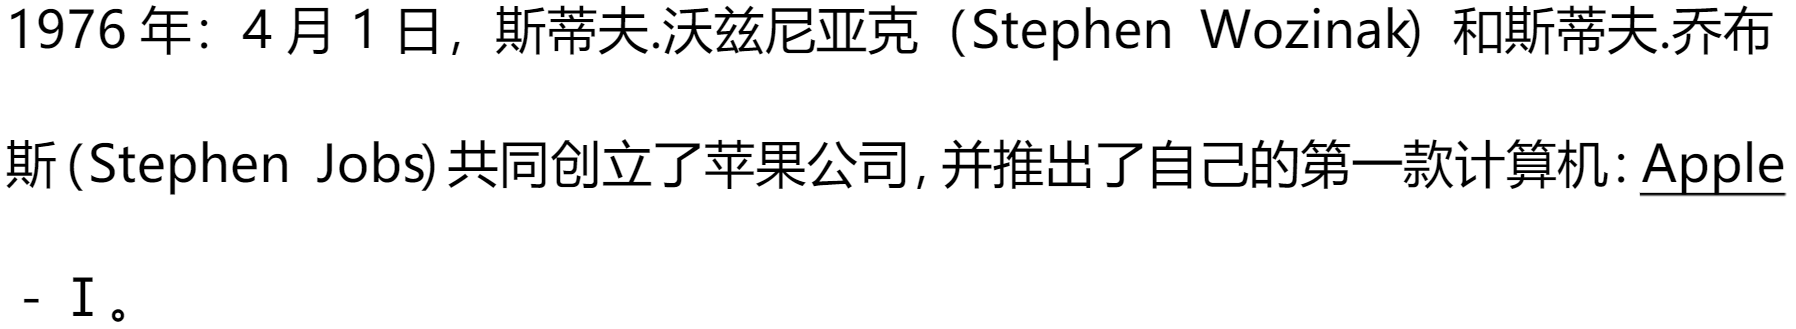 1976 年：4 月 1 日，斯蒂夫.沃兹尼亚克（Stephen Wozinak）和斯蒂夫.乔布
斯（Stephen Jobs）共同创立了苹果公司，并推出了自己的第一款计算机：Apple
- Ⅰ。